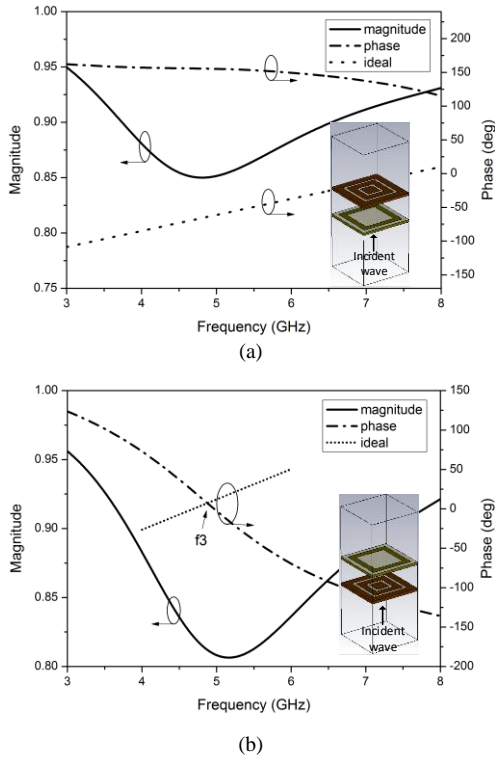 1.00
0.95
0.90
0.85
0.80
0.75
Magnitude
magnitude
phase
ideal
200
150
100
50
0
-50
-100
-150
Phase (deg)
Incident
wave
3 4 5 6 7 8
Frequency (GHz)
(a)
1.00
0.95
0.90
0.85
0.80
Magnitude
magnitude
phase
ideal
f3
150
100
50
0
-50
-100
-150
-200
Phase (deg)
Incident
wave
3 4 5 6 7 8
Frequency (GHz)
(b)